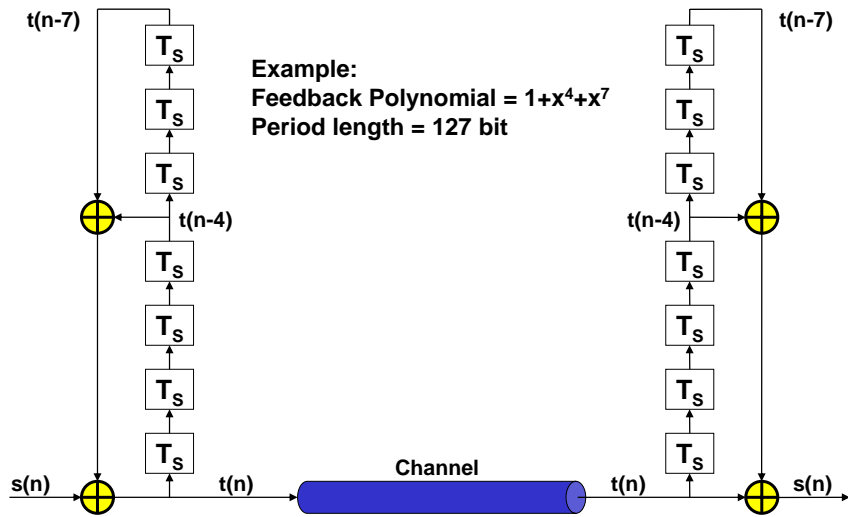 t(n-7)
T_S
T_S
T_S
t(n-4)
T_S
T_S
T_S
T_S
s(n)
t(n)
Example:
Feedback Polynomial = 1+x⁴+x⁷
Period length = 127 bit
Channel
t(n-7)
T_S
T_S
T_S
t(n-4)
T_S
T_S
T_S
T_S
t(n)
s(n)